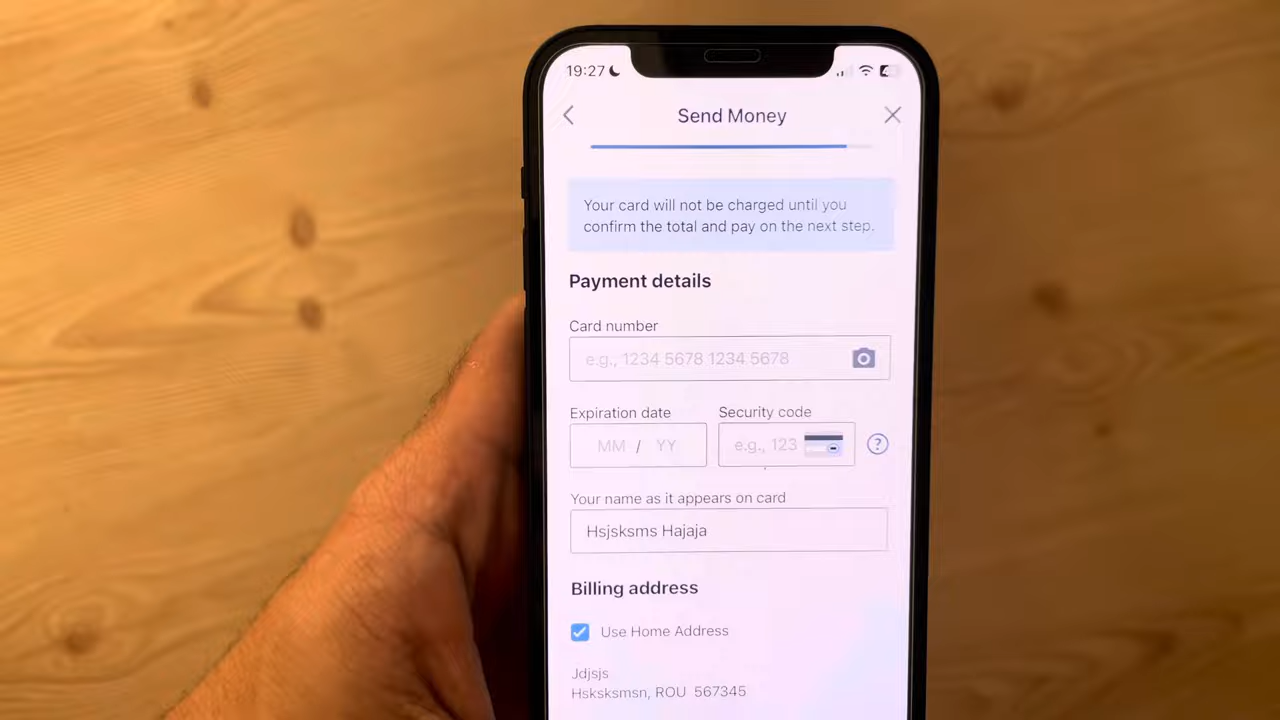 19:27
Send Money
Your card will not be charged until you
confirm the total and pay on the next step.
Payment details
Card number
e.g., 1234 5678 1234 5678
Expiration date Security code
MM / YY e.g., 123 ?
Your name as it appears on card
Hsjsksms Hajaja
Billing address
Use Home Address
Jdjsjs
Hsksksmsn, ROU 567345